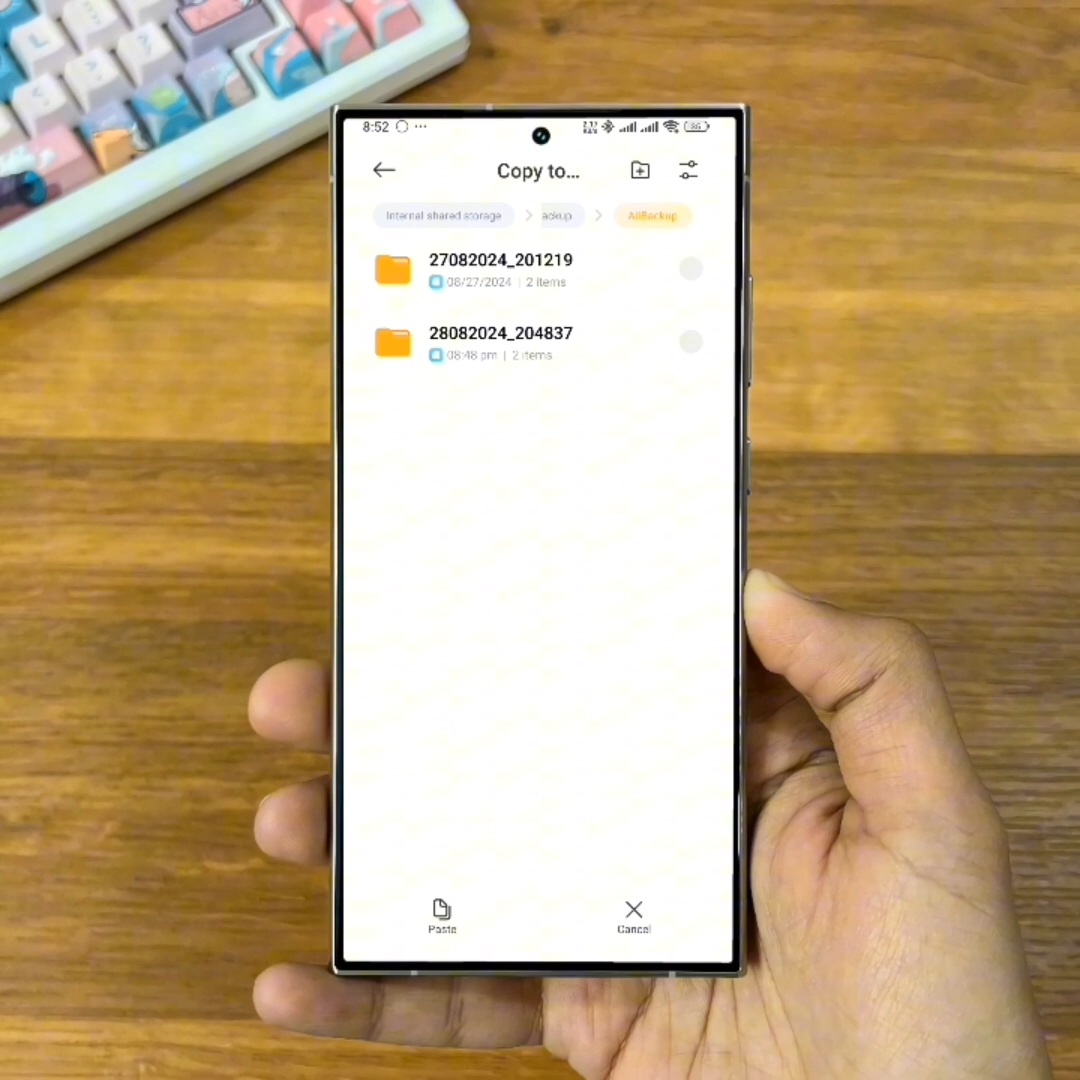 8:52 ... 
Copy to...
Internal shared storage > ackup > AllBackup
27082024_201219
08/27/2024 | 2 items
28082024_204837
08:48 pm | 2 items
Paste Cancel